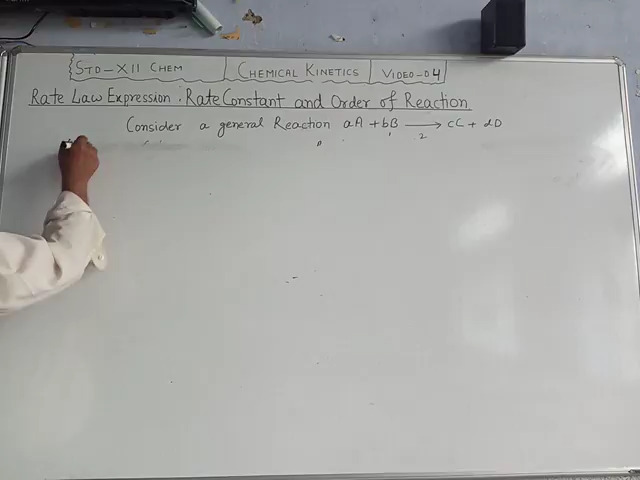 STD-XII CHEM CHEMICAL KINETICS VIDEO-04
Rate Law Expression. Rate Constant and Order of Reaction
Consider a general Reaction aA + bB ⟶ cC + dD
2